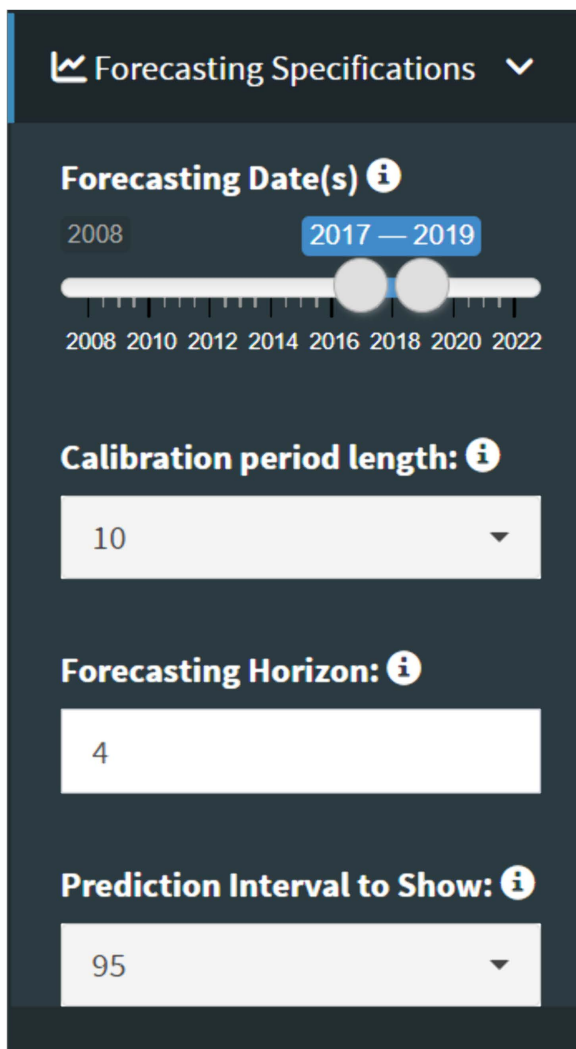 Forecasting Specifications
Forecasting Date(s)
2008 2017 — 2019
2008 2010 2012 2014 2016 2018 2020 2022
Calibration period length:
10
Forecasting Horizon:
4
Prediction Interval to Show:
95